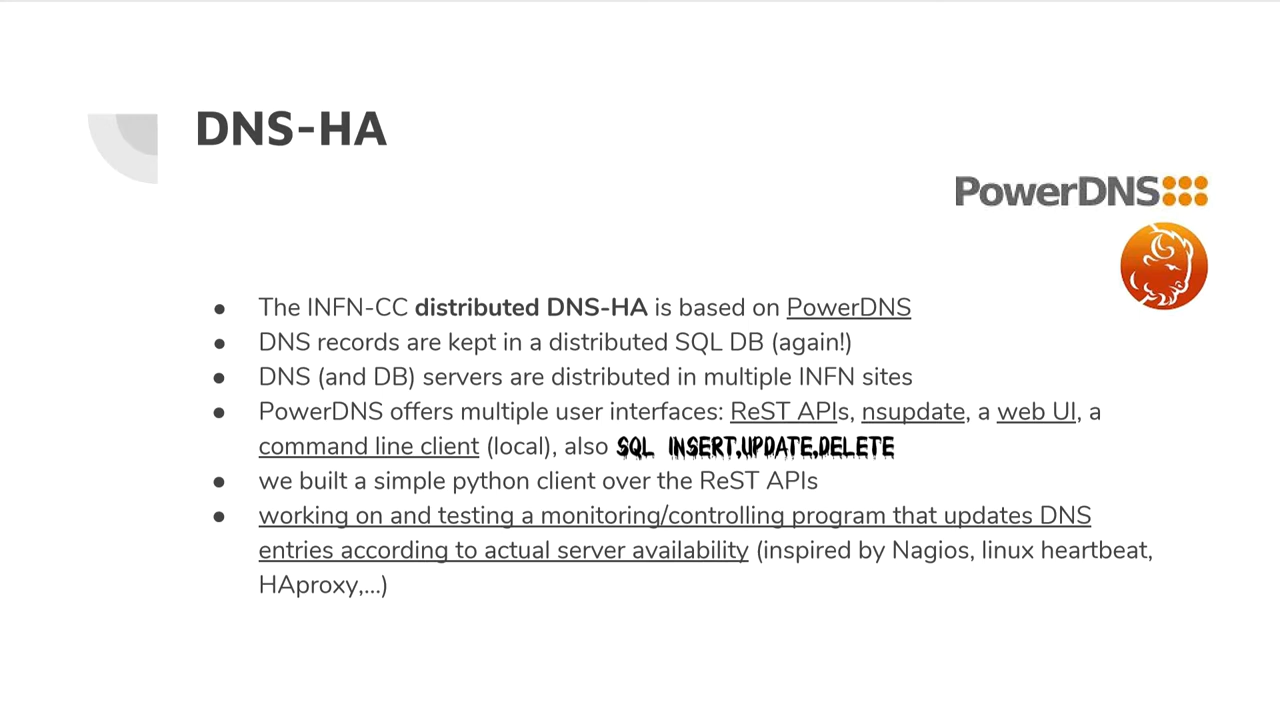 DNS-HA
PowerDNS
● The INFN-CC distributed DNS-HA is based on PowerDNS
● DNS records are kept in a distributed SQL DB (again!)
● DNS (and DB) servers are distributed in multiple INFN sites
● PowerDNS offers multiple user interfaces: ReST APIs, nsupdate, a web UI, a
command line client (local), also SQL INSERT,UPDATE,DELETE
● we built a simple python client over the ReST APIs
● working on and testing a monitoring/controlling program that updates DNS
entries according to actual server availability (inspired by Nagios, linux heartbeat,
HAproxy,...)